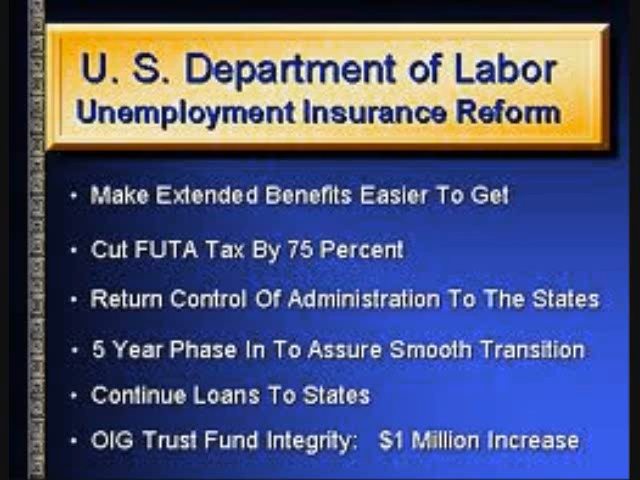 U. S. Department of Labor
Unemployment Insurance Reform
• Make Extended Benefits Easier To Get
• Cut FUTA Tax By 75 Percent
• Return Control Of Administration To The States
• 5 Year Phase In To Assure Smooth Transition
• Continue Loans To States
• OIG Trust Fund Integrity: $1 Million Increase